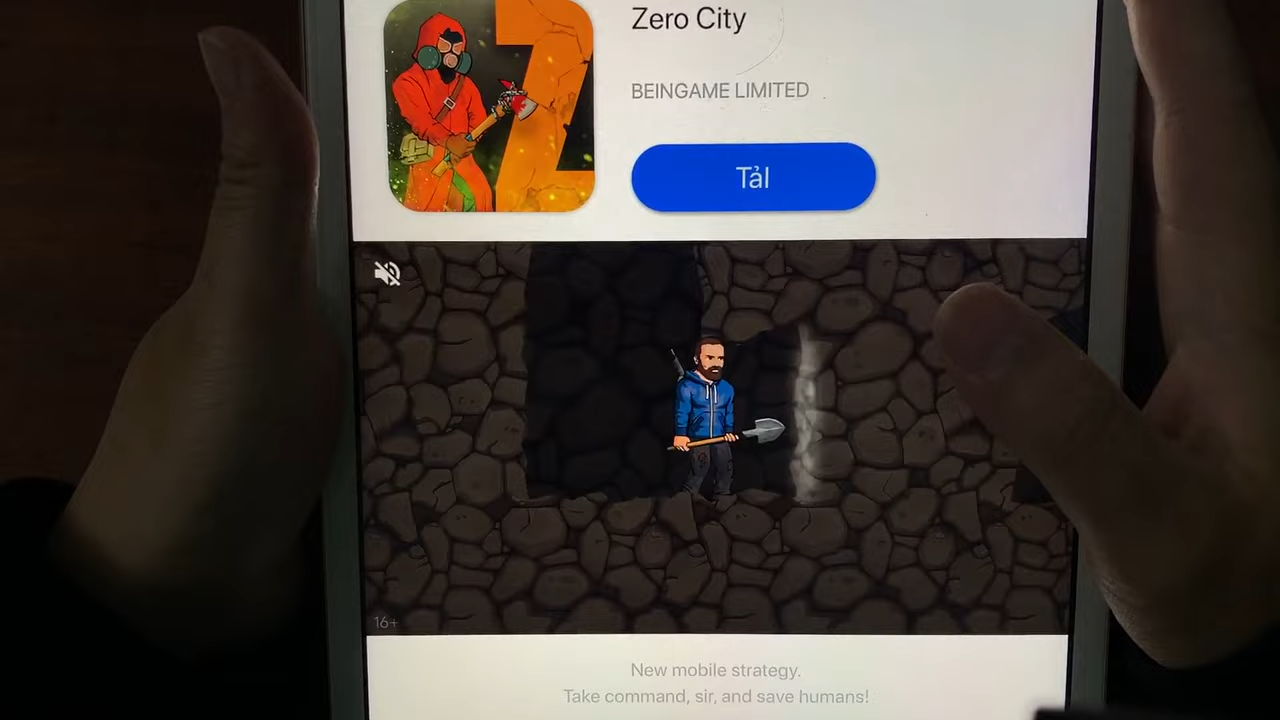 Zero City
BEINGAME LIMITED
Tải
16+
New mobile strategy.
Take command, sir, and save humans!